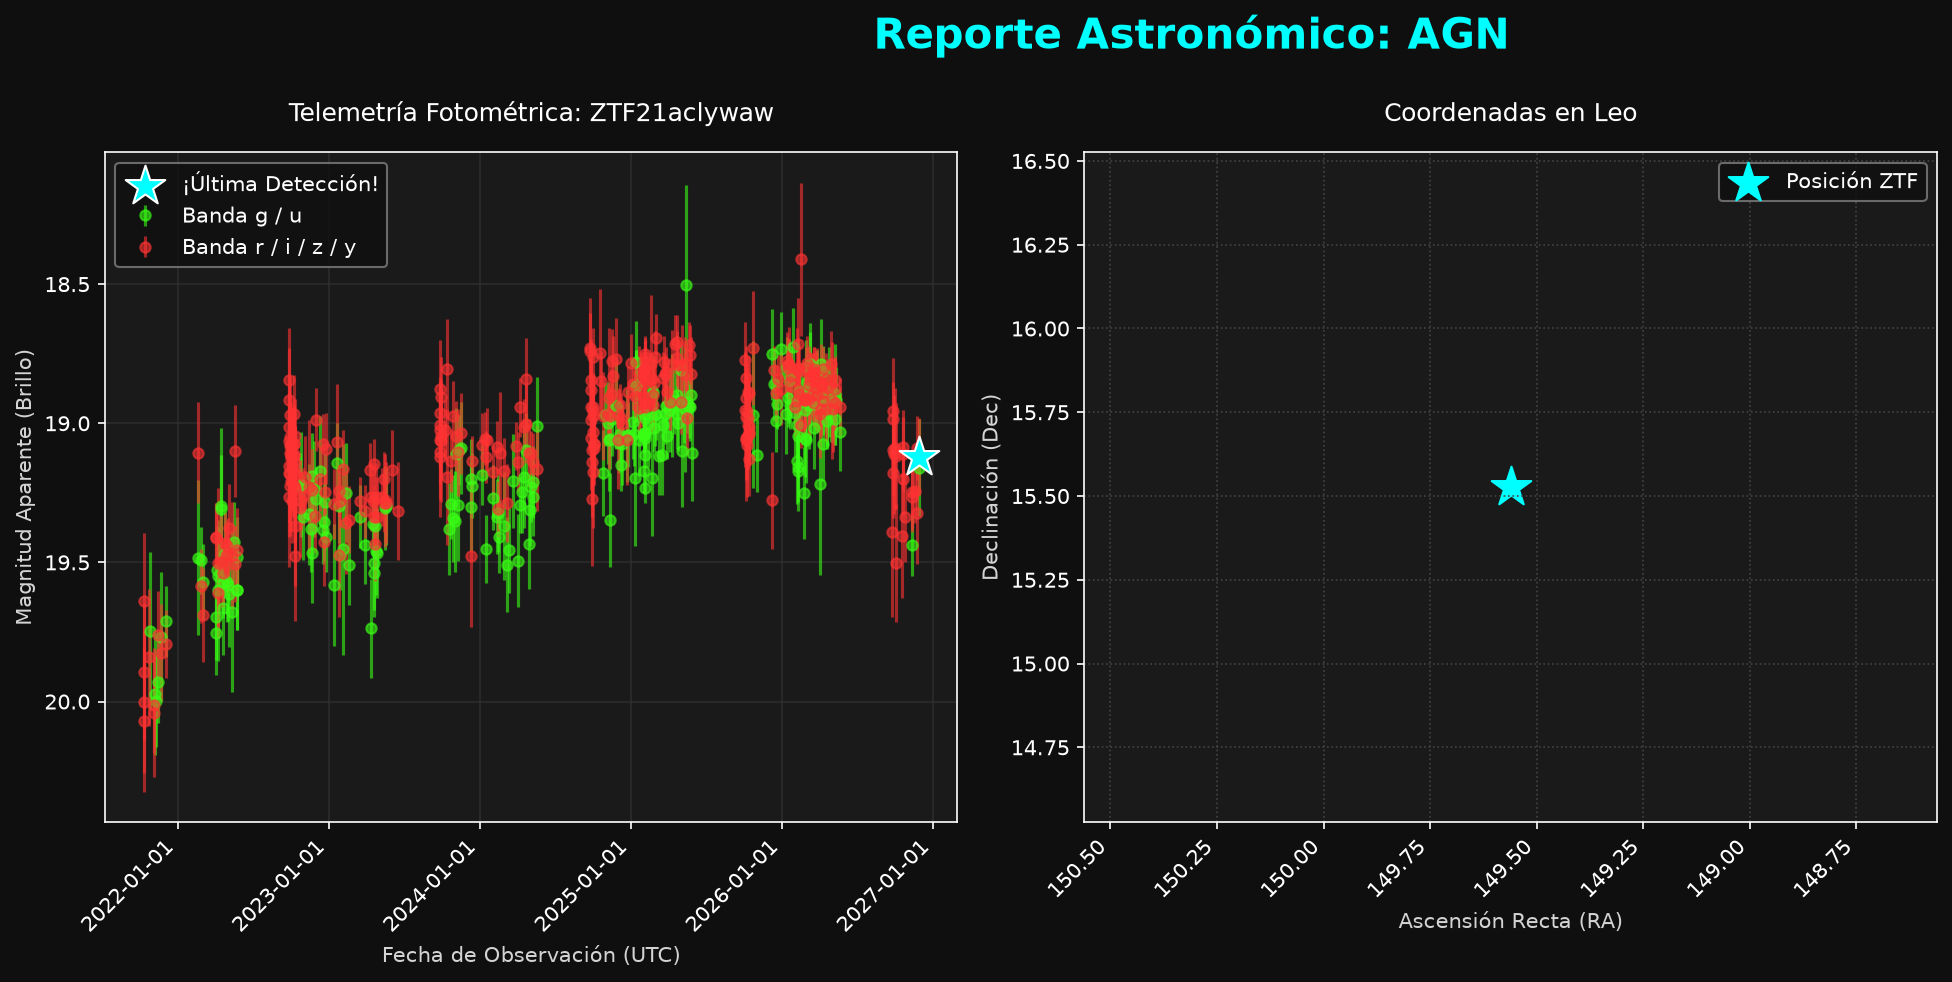 Reporte Astronómico: AGN
Telemetría Fotométrica: ZTF21aclywaw
¡Última Detección!
Banda g / u
Banda r / i / z / y
Magnitud Aparente (Brillo)
18.5
19.0
19.5
20.0
2022-01-01
2023-01-01
2024-01-01
2025-01-01
2026-01-01
2027-01-01
Fecha de Observación (UTC)
Coordenadas en Leo
Posición ZTF
Declinación (Dec)
16.50
16.25
16.00
15.75
15.50
15.25
15.00
14.75
150.50
150.25
150.00
149.75
149.50
149.25
149.00
148.75
Ascensión Recta (RA)